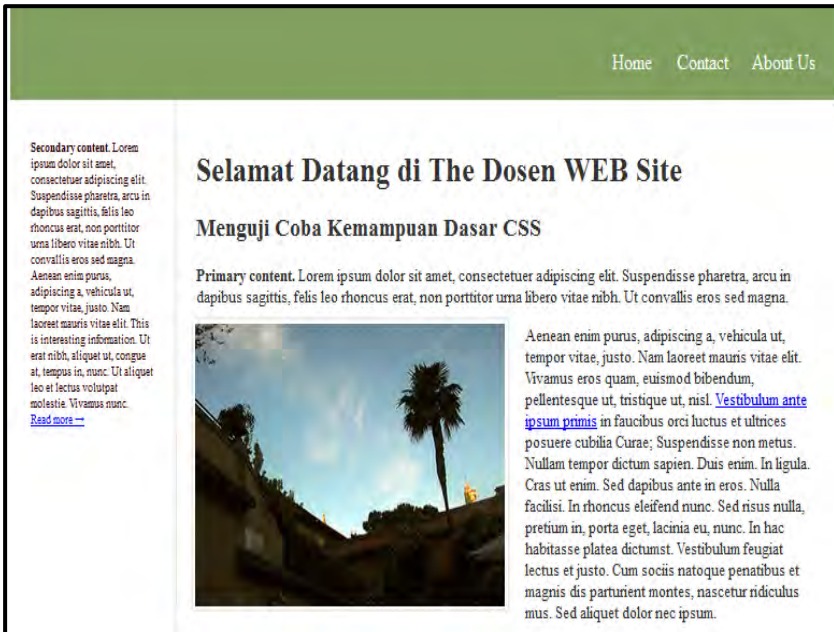 Home Contact About Us
Secondary content. Lorem
ipsum dolor sit amet,
consectetuer adipiscing elit.
Suspendisse pharetra, arcu in
dapibus sagittis, felis leo
rhoncus erat, non porttitor
urna libero vitae nibh. Ut
convallis eros sed magna.
Aenean enim purus,
adipiscing a, vehicula ut,
tempor vitae, justo. Nam
laoreet mauris vitae elit. This
is interesting information. Ut
erat nibh, aliquet ut, congue
at, tempus in, nunc. Ut aliquet
leo et lectus volutpat
molestie. Vivamus nunc.
Read more →
Selamat Datang di The Dosen WEB Site
Menguji Coba Kemampuan Dasar CSS
Primary content. Lorem ipsum dolor sit amet, consectetuer adipiscing elit. Suspendisse pharetra, arcu in
dapibus sagittis, felis leo rhoncus erat, non porttitor urna libero vitae nibh. Ut convallis eros sed magna.
Aenean enim purus, adipiscing a, vehicula ut,
tempor vitae, justo. Nam laoreet mauris vitae elit.
Vivamus eros quam, euismod bibendum,
pellentesque ut, tristique ut, nisl. Vestibulum ante
ipsum primis in faucibus orci luctus et ultrices
posuere cubilia Curae; Suspendisse non metus.
Nullam tempor dictum sapien. Duis enim. In ligula.
Cras ut enim. Sed dapibus ante in eros. Nulla
facilisi. In rhoncus eleifend nunc. Sed risus nulla,
pretium in, porta eget, lacinia eu, nunc. In hac
habitasse platea dictumst. Vestibulum feugiat
lectus et justo. Cum sociis natoque penatibus et
magnis dis parturient montes, nascetur ridiculus
mus. Sed aliquet dolor nec ipsum.